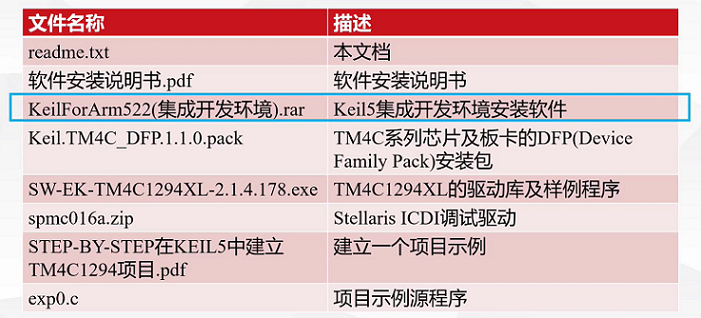 文件名称 描述
readme.txt 本文档
软件安装说明书.pdf 软件安装说明书
KeilForArm522(集成开发环境).rar Keil5集成开发环境安装软件
Keil.TM4C_DFP.1.1.0.pack TM4C系列芯片及板卡的DFP(Device
Family Pack)安装包
SW-EK-TM4C1294XL-2.1.4.178.exe TM4C1294XL的驱动库及样例程序
spmc016a.zip Stellaris ICDI调试驱动
STEP-BY-STEP在KEIL5中建立 建立一个项目示例
TM4C1294项目.pdf
exp0.c 项目示例源程序